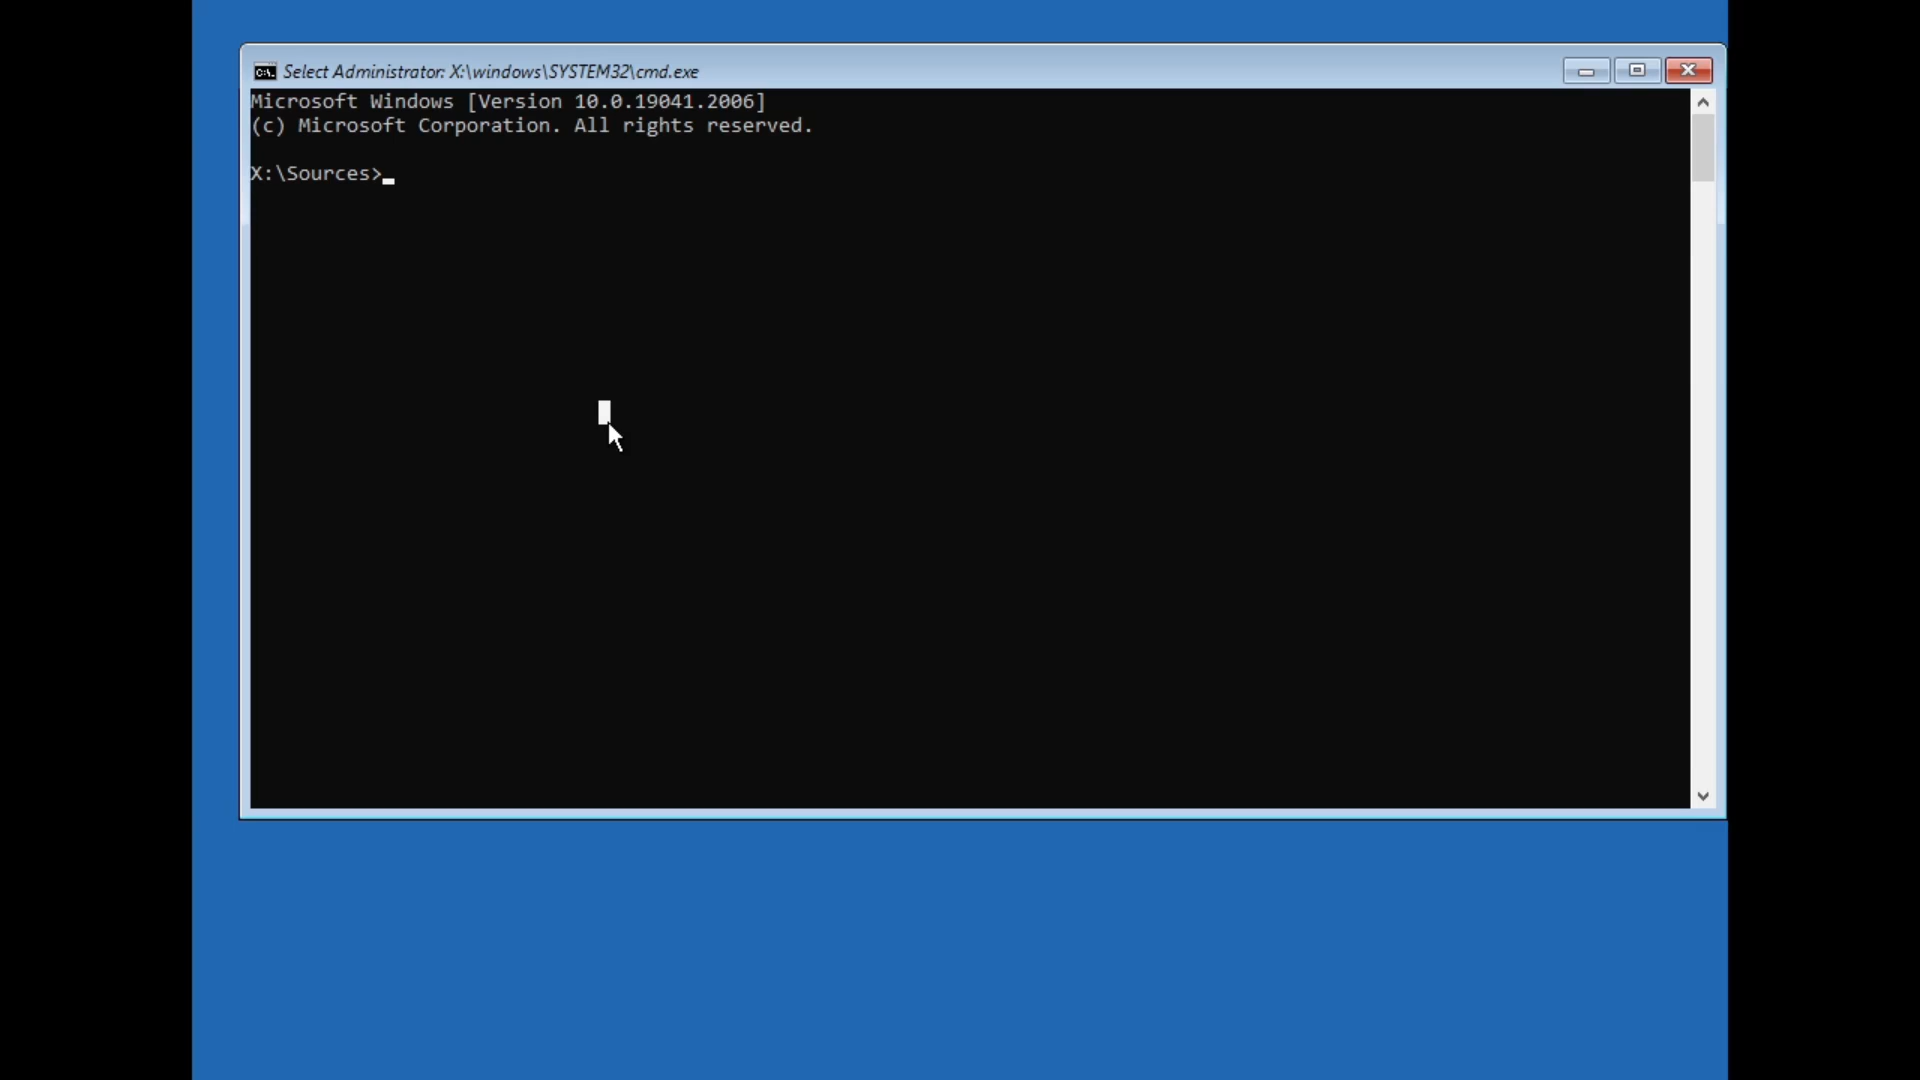 Select Administrator: X:\windows\SYSTEM32\cmd.exe
Microsoft Windows [Version 10.0.19041.2006]
(c) Microsoft Corporation. All rights reserved.
X:\Sources>